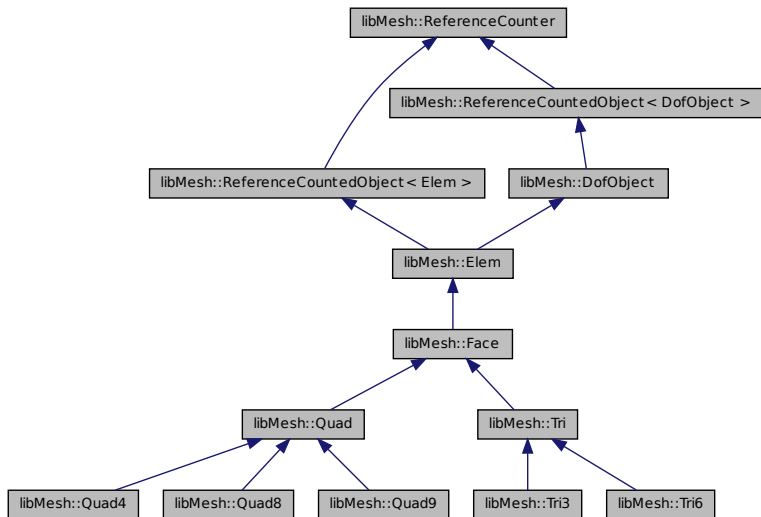 libMesh::ReferenceCounter
libMesh::ReferenceCountedObject< DofObject >
libMesh::ReferenceCountedObject< Elem >
libMesh::DofObject
libMesh::Elem
libMesh::Face
libMesh::Quad
libMesh::Tri
libMesh::Quad4
libMesh::Quad8
libMesh::Quad9
libMesh::Tri3
libMesh::Tri6